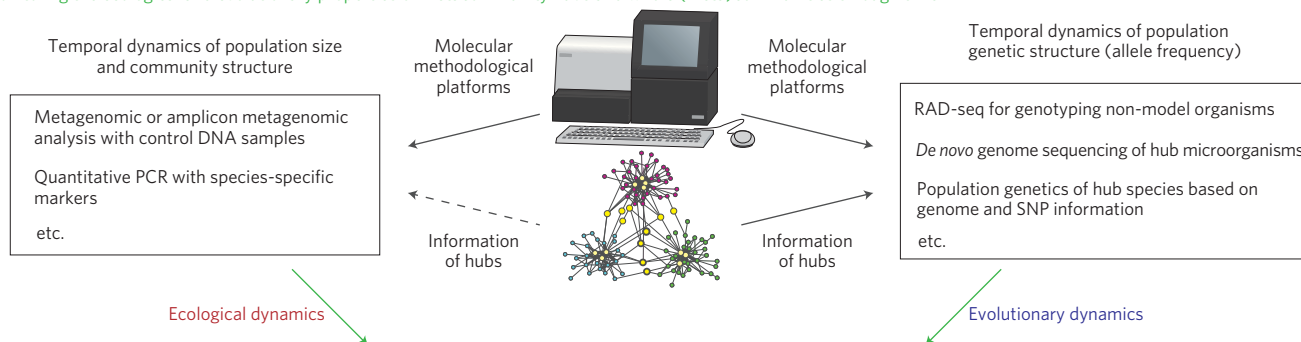 Temporal dynamics of population size
and community structure
Metagenomic or amplicon metagenomic
analysis with control DNA samples
Quantitative PCR with species-specific
markers
etc.
Molecular
methodological
platforms
Information
of hubs
Molecular
methodological
platforms
Information
of hubs
Temporal dynamics of population
genetic structure (allele frequency)
RAD-seq for genotyping non-model organisms
De novo genome sequencing of hub microorganisms
Population genetics of hub species based on
genome and SNP information
etc.
Ecological dynamics
Evolutionary dynamics